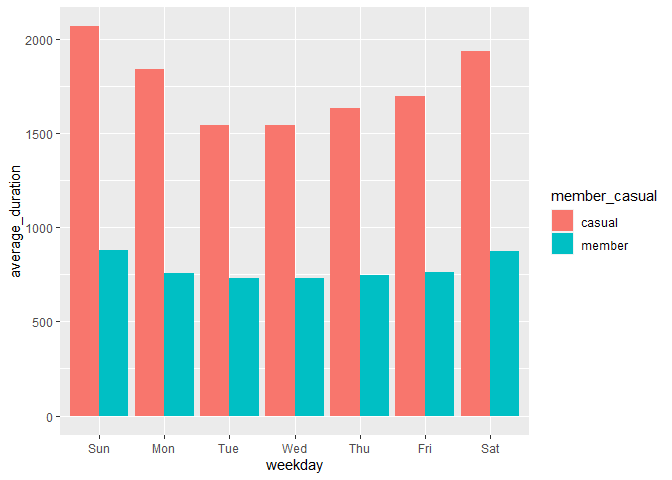 2000
1500
1000
500
0
average_duration
Sun Mon Tue Wed Thu Fri Sat
weekday
member_casual
casual
member